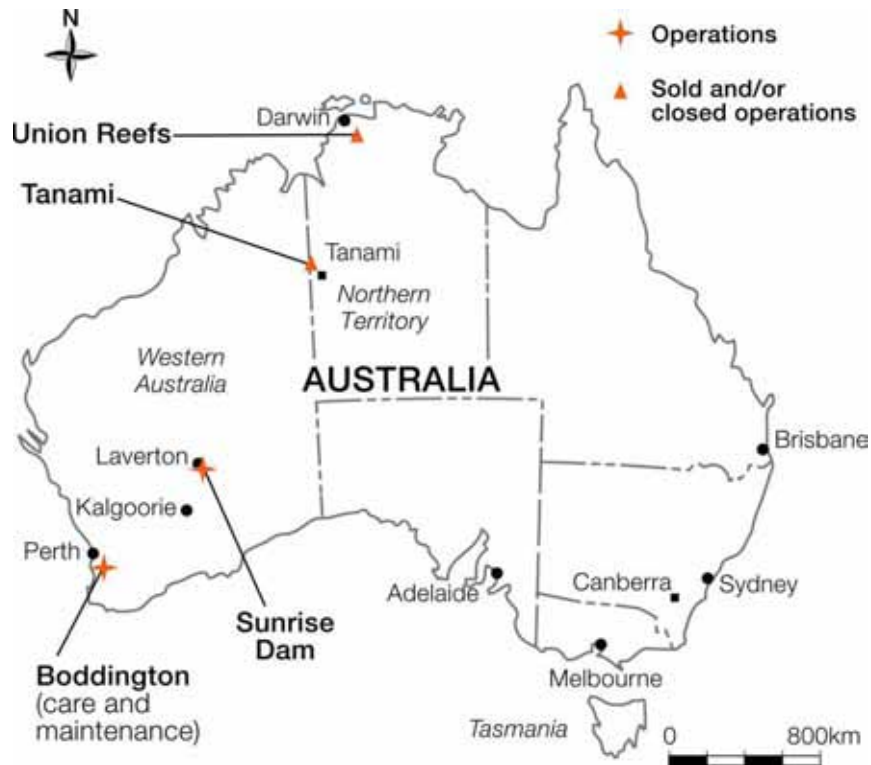 N
Operations
Sold and/or
closed operations
Darwin
Union Reefs
Tanami
Tanami
Northern
Territory
Western
Australia
AUSTRALIA
Laverton
Brisbane
Kalgoorie
Perth
Adelaide
Canberra
Sydney
Sunrise
Dam
Boddington
(care and
maintenance)
Melbourne
Tasmania
0 800km